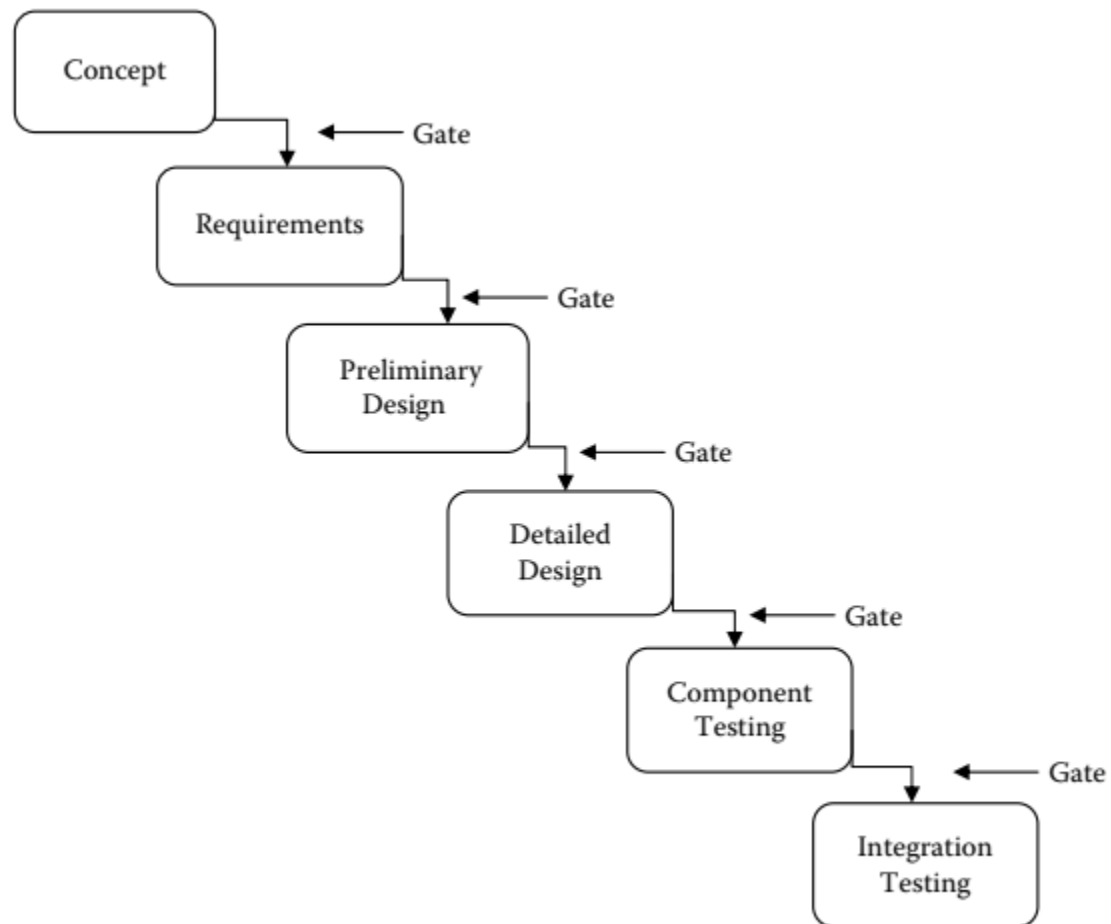 Concept
Gate
Requirements
Gate
Preliminary
Design
Gate
Detailed
Design
Gate
Component
Testing
Gate
Integration
Testing